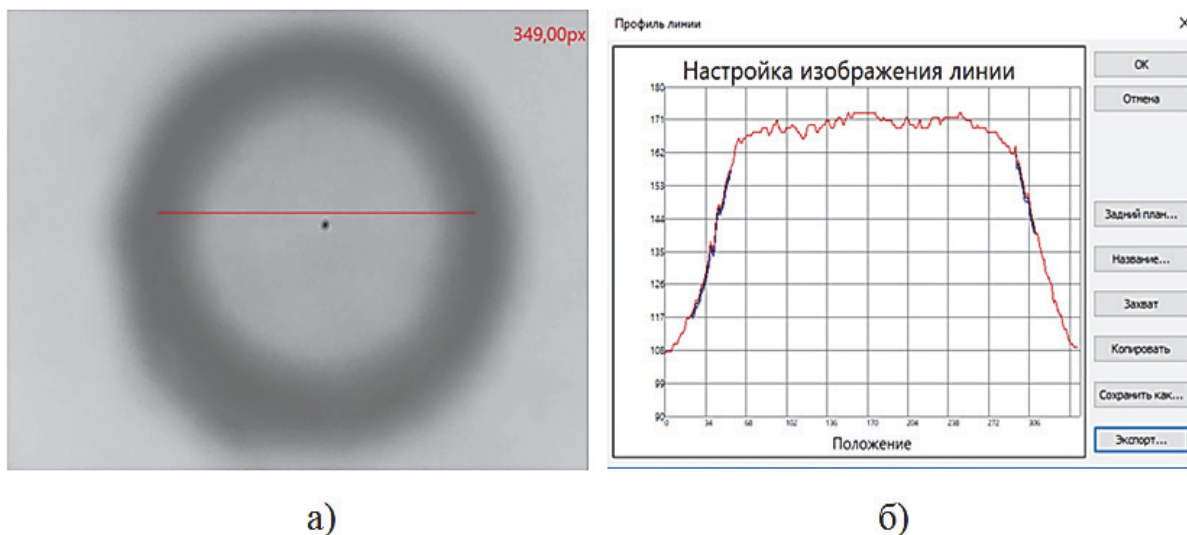 349,00px
Профиль линии
Настройка изображения линии
180
171
162
153
144
135
126
117
108
99
90
0 34 68 102 136 170 204 238 272 306
Положение
ОК
Отмена
Задний план...
Название...
Захват
Копировать
Сохранить как...
Экспорт...
а)
б)